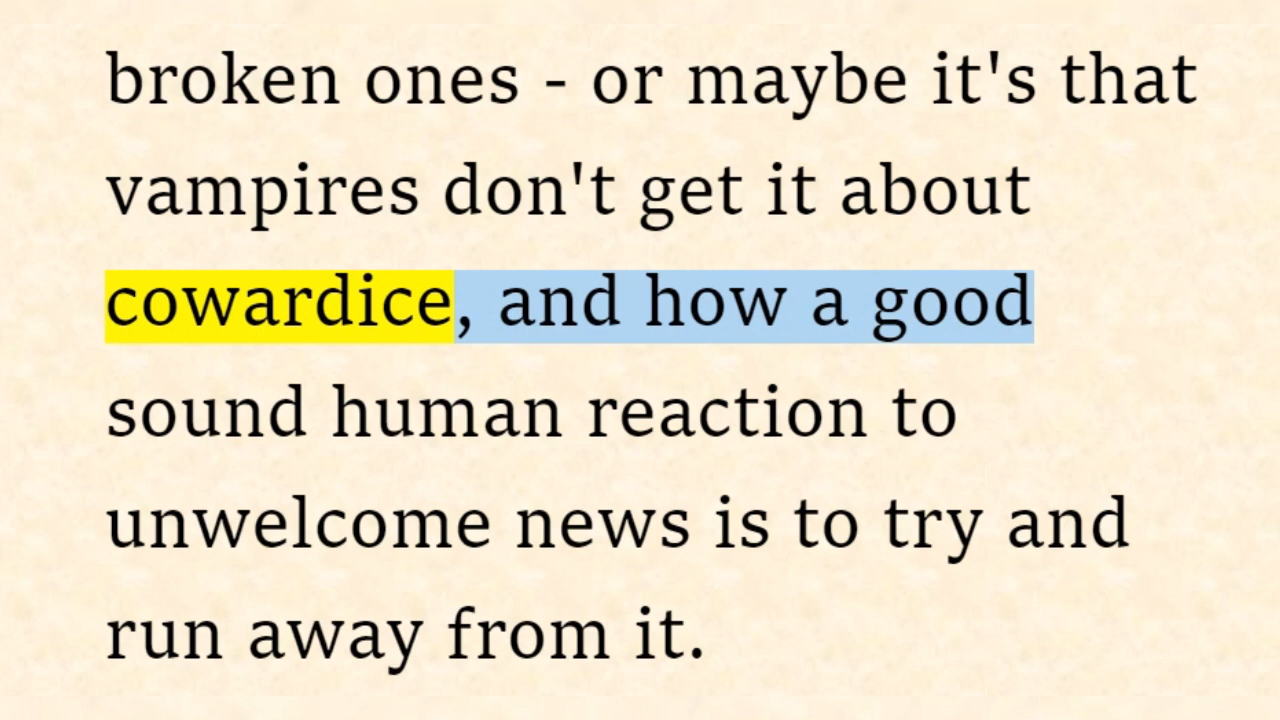 broken ones - or maybe it's that
vampires don't get it about
cowardice, and how a good
sound human reaction to
unwelcome news is to try and
run away from it.